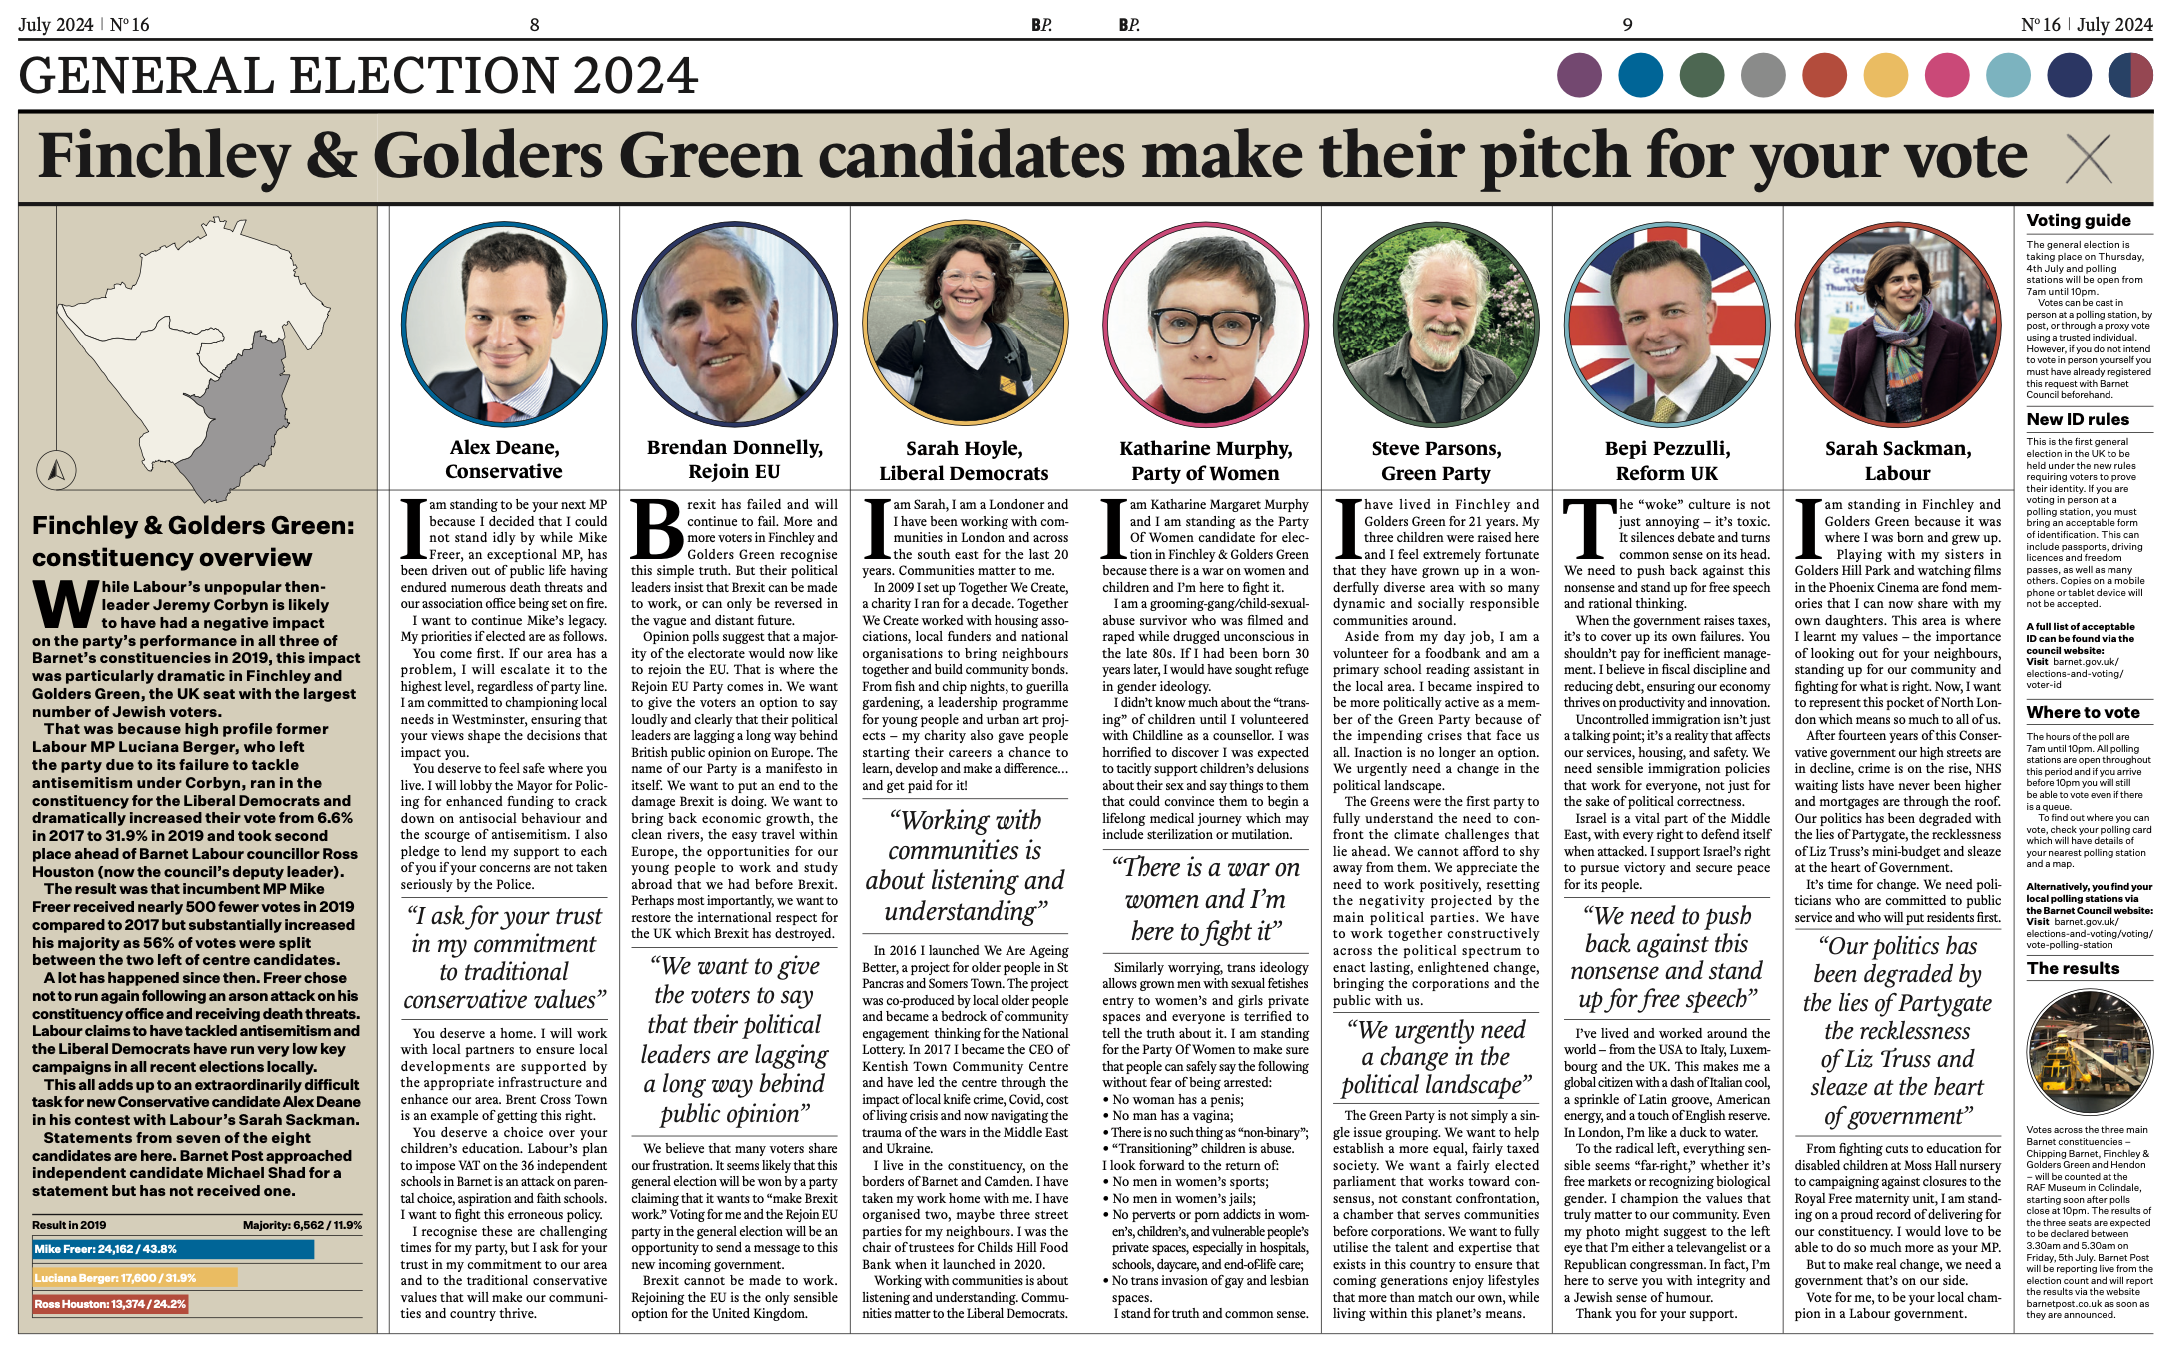 July 2024 | Nº 16
8
BP.
BP.
9
Nº 16 | July 2024
GENERAL ELECTION 2024
Finchley & Golders Green candidates make their pitch for your vote
Finchley & Golders Green:
constituency overview
While Labour's unpopular then-
leader Jeremy Corbyn is likely
to have had a negative impact
on the party's performance in all three of
Barnet's constituencies in 2019, this impact
was particularly dramatic in Finchley and
Golders Green, the UK seat with the largest
number of Jewish voters.
That was because high profile former
Labour MP Luciana Berger, who left
the party due to its failure to tackle
antisemitism under Corbyn, ran in the
constituency for the Liberal Democrats and
dramatically increased their vote from 6.6%
in 2017 to 31.9% in 2019 and took second
place ahead of Barnet Labour councillor Ross
Houston (now the council's deputy leader).
The result was that incumbent MP Mike
Freer received nearly 500 fewer votes in 2019
compared to 2017 but substantially increased
his majority as 56% of votes were split
between the two left of centre candidates.
A lot has happened since then. Freer chose
not to run again following an arson attack on his
constituency office and receiving death threats.
Labour claims to have tackled antisemitism and
the Liberal Democrats have run very low key
campaigns in all recent elections locally.
This all adds up to an extraordinarily difficult
task for new Conservative candidate Alex Deane
in his contest with Labour's Sarah Sackman.
Statements from seven of the eight
candidates are here. Barnet Post approached
independent candidate Michael Shad for a
statement but has not received one.
Result in 2019
Majority: 6,562 / 11.9%
Mike Freer: 24,162 / 43.8%
Luciana Berger: 17,600 / 31.9%
Ross Houston: 13,374 / 24.2%
Alex Deane,
Conservative
I am standing to be your next MP
because I decided that I could
not stand idly by while Mike
Freer, an exceptional MP, has
been driven out of public life having
endured numerous death threats and
our association office being set on fire.
I want to continue Mike's legacy.
My priorities if elected are as follows.
You come first. If our area has a
problem, I will escalate it to the
highest level, regardless of party line.
I am committed to championing local
needs in Westminster, ensuring that
your views shape the decisions that
impact you.
You deserve to feel safe where you
live. I will lobby the Mayor for Polic-
ing for enhanced funding to crack
down on antisocial behaviour and
the scourge of antisemitism. I also
pledge to lend my support to each
of you if your concerns are not taken
seriously by the Police.
“I ask for your trust
in my commitment
to traditional
conservative values”
You deserve a home. I will work
with local partners to ensure local
developments are supported by
the appropriate infrastructure and
enhance our area. Brent Cross Town
is an example of getting this right.
You deserve a choice over your
children's education. Labour's plan
to impose VAT on the 36 independent
schools in Barnet is an attack on paren-
tal choice, aspiration and faith schools.
I want to fight this erroneous policy.
I recognise these are challenging
times for my party, but I ask for your
trust in my commitment to our area
and to the traditional conservative
values that will make our communi-
ties and country thrive.
Brendan Donnelly,
Rejoin EU
Brexit has failed and will
continue to fail. More and
more voters in Finchley and
Golders Green recognise
this simple truth. But their political
leaders insist that Brexit can be made
to work, or can only be reversed in
the vague and distant future.
Opinion polls suggest that a major-
ity of the electorate would now like
to rejoin the EU. That is where the
Rejoin EU Party comes in. We want
to give the voters an option to say
loudly and clearly that their political
leaders are lagging a long way behind
British public opinion on Europe. The
name of our Party is a manifesto in
itself. We want to put an end to the
damage Brexit is doing. We want to
bring back economic growth, the
clean rivers, the easy travel within
Europe, the opportunities for our
young people to work and study
abroad that we had before Brexit.
Perhaps most importantly, we want to
restore the international respect for
the UK which Brexit has destroyed.
“We want to give
the voters to say
that their political
leaders are lagging
a long way behind
public opinion”
We believe that many voters share
our frustration. It seems likely that this
general election will be won by a party
claiming that it wants to “make Brexit
work.” Voting for me and the Rejoin EU
party in the general election will be an
opportunity to send a message to this
new incoming government.
Brexit cannot be made to work.
Rejoining the EU is the only sensible
option for the United Kingdom.
Sarah Hoyle,
Liberal Democrats
I am Sarah, I am a Londoner and
I have been working with com-
munities in London and across
the south east for the last 20
years. Communities matter to me.
In 2009 I set up Together We Create,
a charity I ran for a decade. Together
We Create worked with housing asso-
ciations, local funders and national
organisations to bring neighbours
together and build community bonds.
From fish and chip nights, to guerilla
gardening, a leadership programme
for young people and urban art proj-
ects – my charity also gave people
starting their careers a chance to
learn, develop and make a difference...
and get paid for it!
“Working with
communities is
about listening and
understanding”
In 2016 I launched We Are Ageing
Better, a project for older people in St
Pancras and Somers Town. The project
was co-produced by local older people
and became a bedrock of community
engagement thinking for the National
Lottery. In 2017 I became the CEO of
Kentish Town Community Centre
and have led the centre through the
impact of local knife crime, Covid, cost
of living crisis and now navigating the
trauma of the wars in the Middle East
and Ukraine.
I live in the constituency, on the
borders of Barnet and Camden. I have
taken my work home with me. I have
organised two, maybe three street
parties for my neighbours. I was the
chair of trustees for Childs Hill Food
Bank when it launched in 2020.
Working with communities is about
listening and understanding. Commu-
nities matter to the Liberal Democrats.
Katharine Murphy,
Party of Women
I am Katharine Margaret Murphy
and I am standing as the Party
Of Women candidate for elec-
tion in Finchley & Golders Green
because there is a war on women and
children and I'm here to fight it.
I am a grooming-gang/child-sexual-
abuse survivor who was filmed and
raped while drugged unconscious in
the late 80s. If I had been born 30
years later, I would have sought refuge
in gender ideology.
I didn't know much about the “trans-
ing” of children until I volunteered
with Childline as a counsellor. I was
horrified to discover I was expected
to tacitly support children's delusions
about their sex and say things to them
that could convince them to begin a
lifelong medical journey which may
include sterilization or mutilation.
“There is a war on
women and I'm
here to fight it”
Similarly worrying, trans ideology
allows grown men with sexual fetishes
entry to women's and girls private
spaces and everyone is terrified to
tell the truth about it. I am standing
for the Party Of Women to make sure
that people can safely say the following
without fear of being arrested:
• No woman has a penis;
• No man has a vagina;
• There is no such thing as “non-binary”;
• “Transitioning” children is abuse.
I look forward to the return of:
• No men in women's sports;
• No men in women's jails;
• No perverts or porn addicts in wom-
en's, children's, and vulnerable people's
private spaces, especially in hospitals,
schools, daycare, and end-of-life care;
• No trans invasion of gay and lesbian
spaces.
I stand for truth and common sense.
Steve Parsons,
Green Party
I have lived in Finchley and
Golders Green for 21 years. My
three children were raised here
and I feel extremely fortunate
that they have grown up in a won-
derfully diverse area with so many
dynamic and socially responsible
communities around.
Aside from my day job, I am a
volunteer for a foodbank and am a
primary school reading assistant in
the local area. I became inspired to
be more politically active as a mem-
ber of the Green Party because of
the impending crises that face us
all. Inaction is no longer an option.
We urgently need a change in the
political landscape.
The Greens were the first party to
fully understand the need to con-
front the climate challenges that
lie ahead. We cannot afford to shy
away from them. We appreciate the
need to work positively, resetting
the negativity projected by the
main political parties. We have
to work together constructively
across the political spectrum to
enact lasting, enlightened change,
bringing the corporations and the
public with us.
“We urgently need
a change in the
political landscape”
The Green Party is not simply a sin-
gle issue grouping. We want to help
establish a more equal, fairly taxed
society. We want a fairly elected
parliament that works toward con-
sensus, not constant confrontation,
a chamber that serves communities
before corporations. We want to fully
utilise the talent and expertise that
exists in this country to ensure that
coming generations enjoy lifestyles
that more than match our own, while
living within this planet's means.
Bepi Pezzulli,
Reform UK
The “woke” culture is not
just annoying – it's toxic.
It silences debate and turns
common sense on its head.
We need to push back against this
nonsense and stand up for free speech
and rational thinking.
When the government raises taxes,
it's to cover up its own failures. You
shouldn't pay for inefficient manage-
ment. I believe in fiscal discipline and
reducing debt, ensuring our economy
thrives on productivity and innovation.
Uncontrolled immigration isn't just
a talking point; it's a reality that affects
our services, housing, and safety. We
need sensible immigration policies
that work for everyone, not just for
the sake of political correctness.
Israel is a vital part of the Middle
East, with every right to defend itself
when attacked. I support Israel's right
to pursue victory and secure peace
for its people.
“We need to push
back against this
nonsense and stand
up for free speech”
I've lived and worked around the
world – from the USA to Italy, Luxem-
bourg and the UK. This makes me a
global citizen with a dash of Italian cool,
a sprinkle of Latin groove, American
energy, and a touch of English reserve.
In London, I'm like a duck to water.
To the radical left, everything sen-
sible seems “far-right,” whether it's
free markets or recognizing biological
gender. I champion the values that
truly matter to our community. Even
my photo might suggest to the left
eye that I'm either a televangelist or a
Republican congressman. In fact, I'm
here to serve you with integrity and
a Jewish sense of humour.
Thank you for your support.
Sarah Sackman,
Labour
I am standing in Finchley and
Golders Green because it was
where I was born and grew up.
Playing with my sisters in
Golders Hill Park and watching films
in the Phoenix Cinema are fond mem-
ories that I can now share with my
own daughters. This area is where
I learnt my values – the importance
of looking out for your neighbours,
standing up for our community and
fighting for what is right. Now, I want
to represent this pocket of North Lon-
don which means so much to all of us.
After fourteen years of this Conser-
vative government our high streets are
in decline, crime is on the rise, NHS
waiting lists have never been higher
and mortgages are through the roof.
Our politics has been degraded with
the lies of Partygate, the recklessness
of Liz Truss's mini-budget and sleaze
at the heart of Government.
It's time for change. We need poli-
ticians who are committed to public
service and who will put residents first.
“Our politics has
been degraded by
the lies of Partygate
the recklessness
of Liz Truss and
sleaze at the heart
of government”
From fighting cuts to education for
disabled children at Moss Hall nursery
to campaigning against closures to the
Royal Free maternity unit, I am stand-
ing on a proud record of delivering for
our constituency. I would love to be
able to do so much more as your MP.
But to make real change, we need a
government that's on our side.
Vote for me, to be your local cham-
pion in a Labour government.
Voting guide
The general election is
taking place on Thursday,
4th July and polling
stations will be open from
7am until 10pm.
Votes can be cast in
person at a polling station, by
post, or through a proxy vote
using a trusted individual.
However, if you do not intend
to vote in person yourself you
must have already registered
this request with Barnet
Council beforehand.
New ID rules
This is the first general
election in the UK to be
held under the new rules
requiring voters to prove
their identity. If you are
voting in person at a
polling station, you must
bring an acceptable form
of identification. This can
include passports, driving
licences and freedom
passes, as well as many
others. Copies on a mobile
phone or tablet device will
not be accepted.
A full list of acceptable
ID can be found via the
council website:
Visit barnet.gov.uk/
elections-and-voting/
voter-id
Where to vote
The hours of the poll are
7am until 10pm. All polling
stations are open throughout
this period and if you arrive
before 10pm you will still
be able to vote even if there
is a queue.
To find out where you can
vote, check your polling card
which will have details of
your nearest polling station
and a map.
Alternatively, you find your
local polling stations via
the Barnet Council website:
Visit barnet.gov.uk/
elections-and-voting/voting/
vote-polling-station
The results
Votes across the three main
Barnet constituencies –
Chipping Barnet, Finchley &
Golders Green and Hendon
– will be counted at the
RAF Museum in Cclindale,
starting soon after polls
close at 10pm. The results of
the three seats are expected
to be declared between
3.30am and 5.30am on
Friday, 5th July. Barnet Post
will be reporting live from the
election count and will report
the results via the website
barnetpost.co.uk as soon as
they are announced.